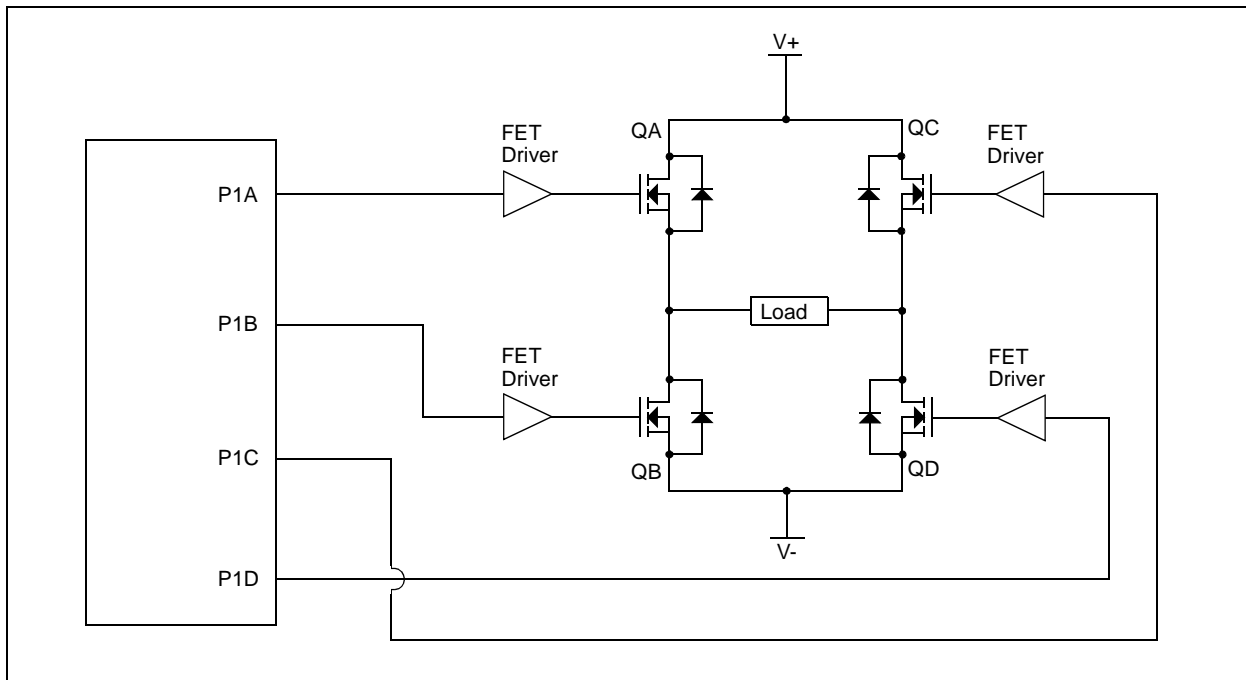 V+
QA
QC
FET
Driver
FET
Driver
P1A
Load
P1B
FET
Driver
FET
Driver
P1C
QB
QD
V-
P1D